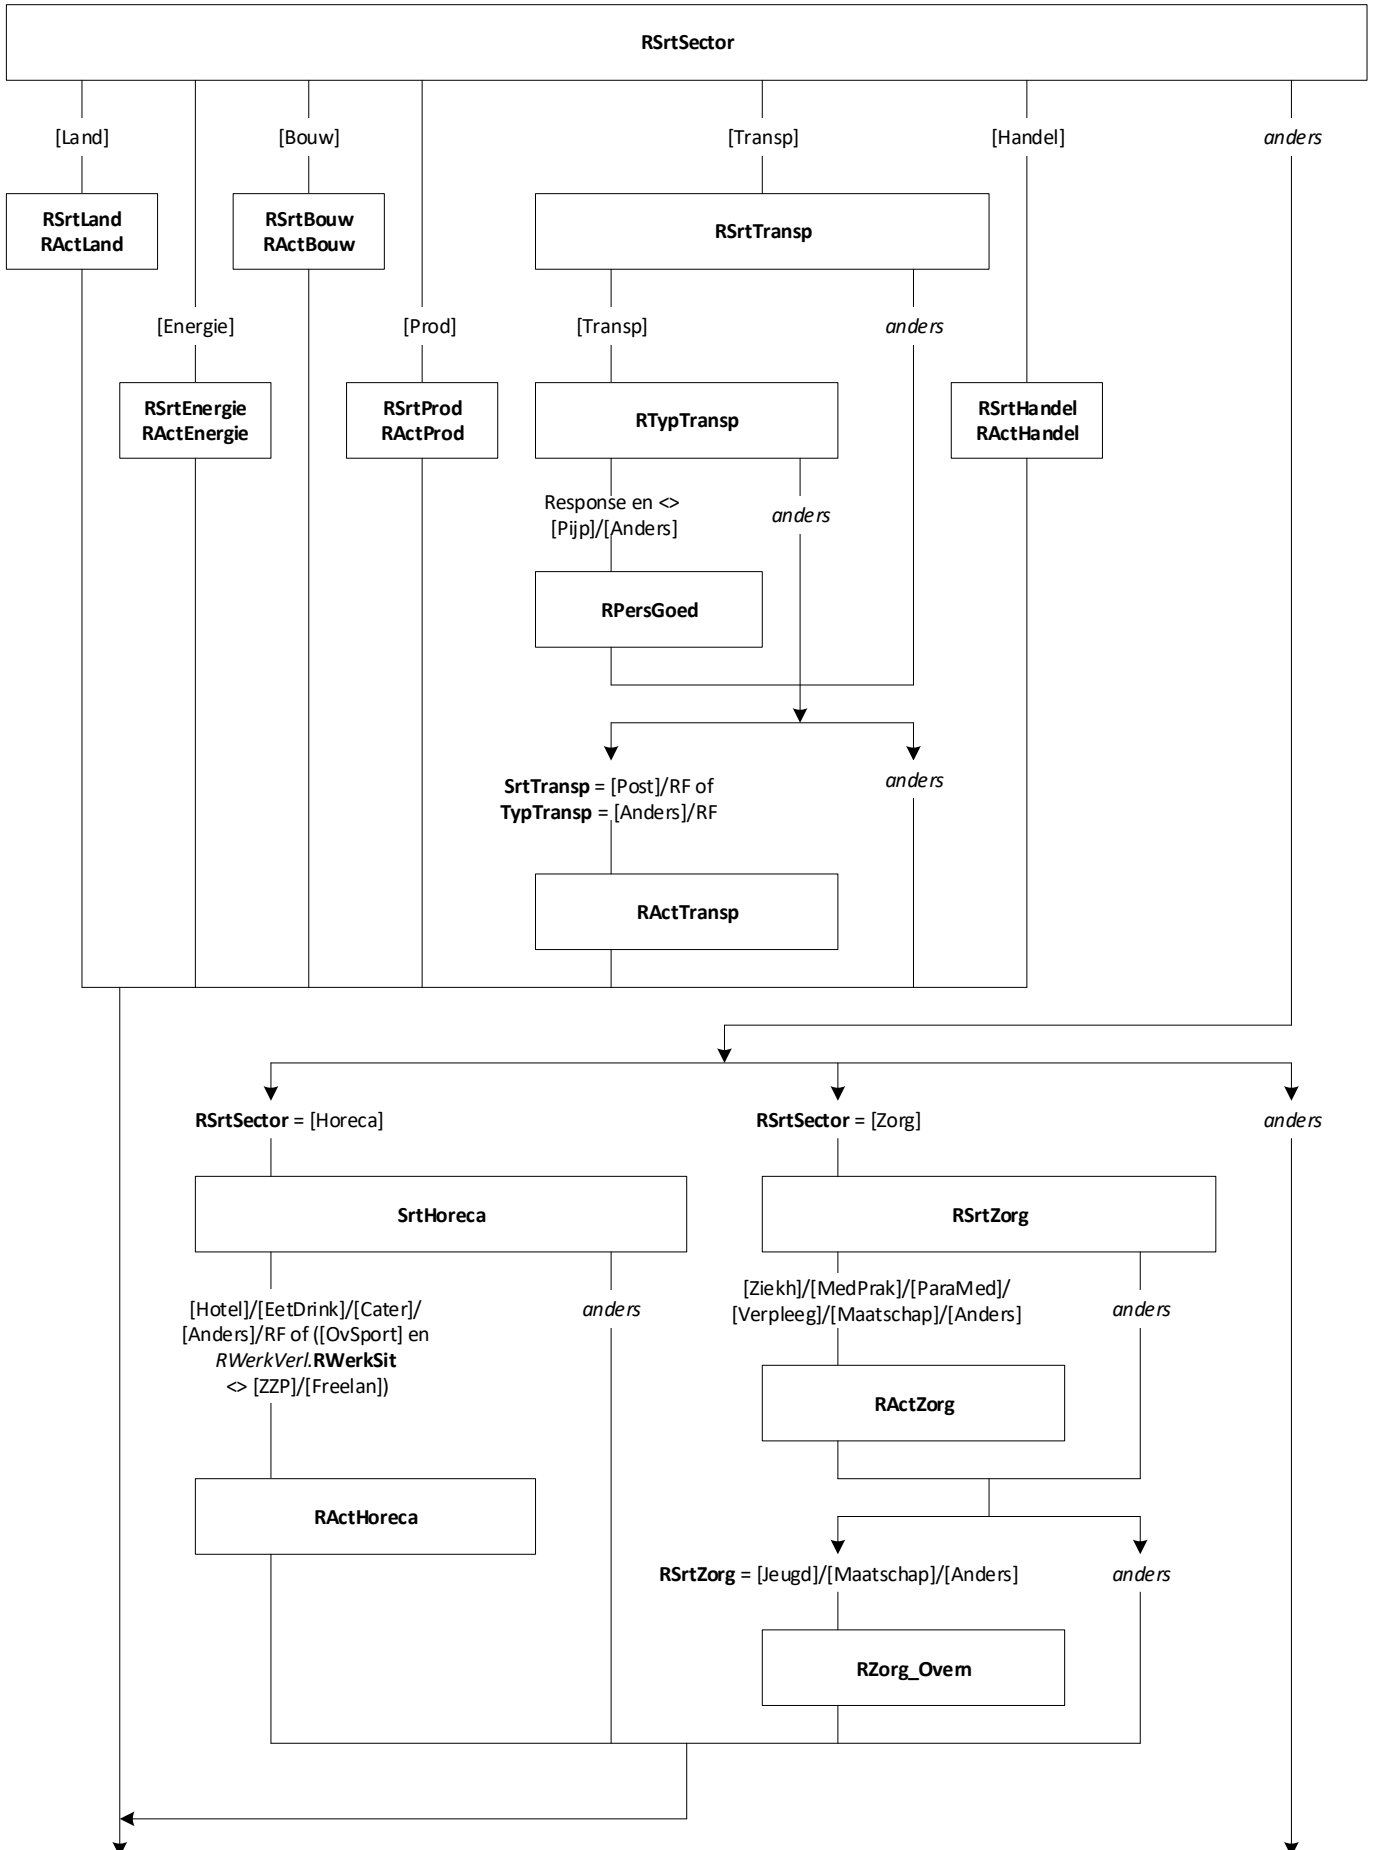 RSrtSector
[Land]
[Bouw]
[Transp]
[Handel]
anders
RSrtLand
RActLand
RSrtBouw
RActBouw
RSrtTransp
[Energie]
[Prod]
[Transp]
anders
RSrtEnergie
RActEnergie
RSrtProd
RActProd
RTypTransp
RSrtHandel
RActHandel
Response en <>
[Pijp]/[Anders]
anders
RPersGoed
SrtTransp = [Post]/RF of
TypTransp = [Anders]/RF
anders
RActTransp
RSrtSector = [Horeca]
RSrtSector = [Zorg]
anders
SrtHoreca
RSrtZorg
[Hotel]/[EetDrink]/[Cater]/
[Anders]/RF of ([OvSport] en
RWerkVerl.RWerkSit
<> [ZZP]/[Freelan])
anders
[Ziekh]/[MedPrak]/[ParaMed]/
[Verpleeg]/[Maatschap]/[Anders]
anders
RActZorg
RActHoreca
RSrtZorg = [Jeugd]/[Maatschap]/[Anders]
anders
RZorg_Overn